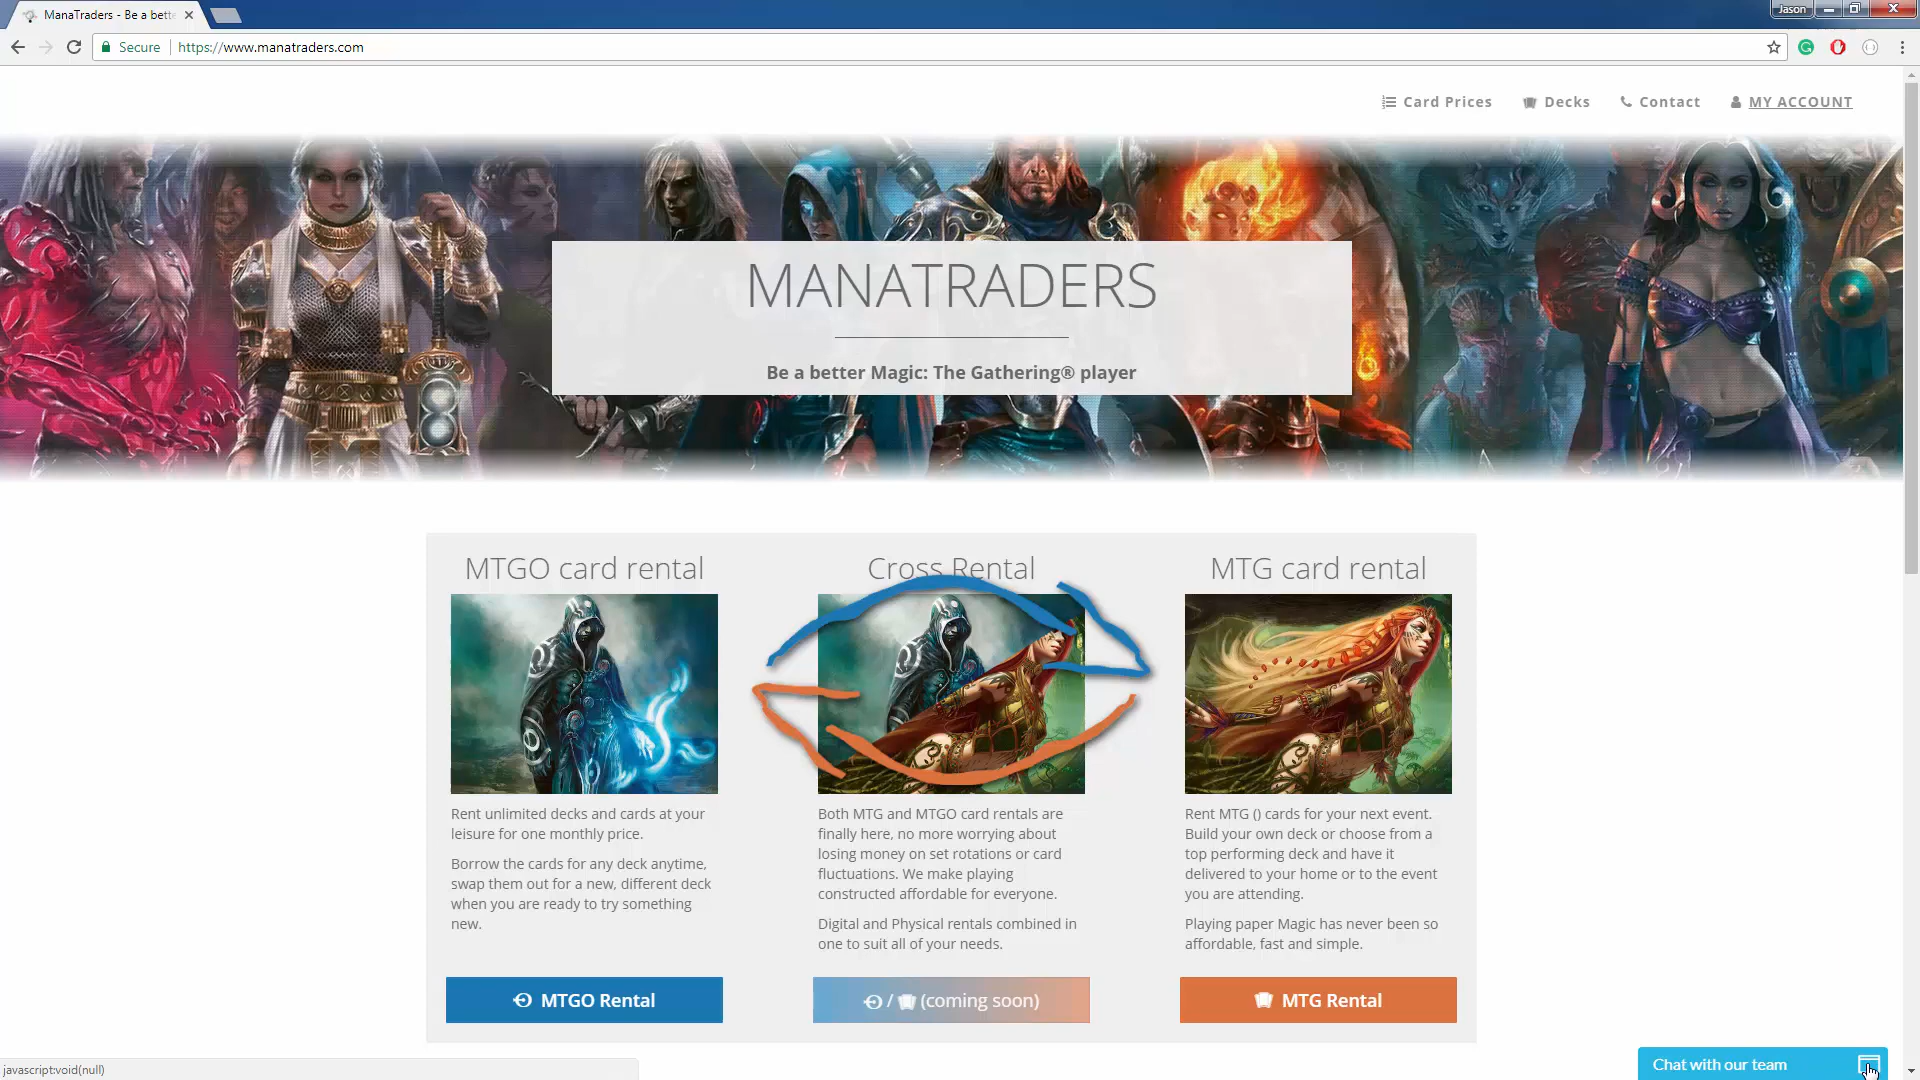 ManaTraders - Be a bett
Jason
Secure
https://www.manatraders.com
Card Prices
Decks
Contact
MY ACCOUNT
MANATRADERS
Be a better Magic: The Gathering® player
MTGO card rental
Rent unlimited decks and cards at your
leisure for one monthly price.
Borrow the cards for any deck anytime,
swap them out for a new, different deck
when you are ready to try something
new.
MTGO Rental
Cross Rental
Both MTG and MTGO card rentals are
finally here, no more worrying about
losing money on set rotations or card
fluctuations. We make playing
constructed affordable for everyone.
Digital and Physical rentals combined in
one to suit all of your needs.
/ (coming soon)
MTG card rental
Rent MTG () cards for your next event.
Build your own deck or choose from a
top performing deck and have it
delivered to your home or to the event
you are attending.
Playing paper Magic has never been so
affordable, fast and simple.
MTG Rental
Chat with our team
javascript:void(null)